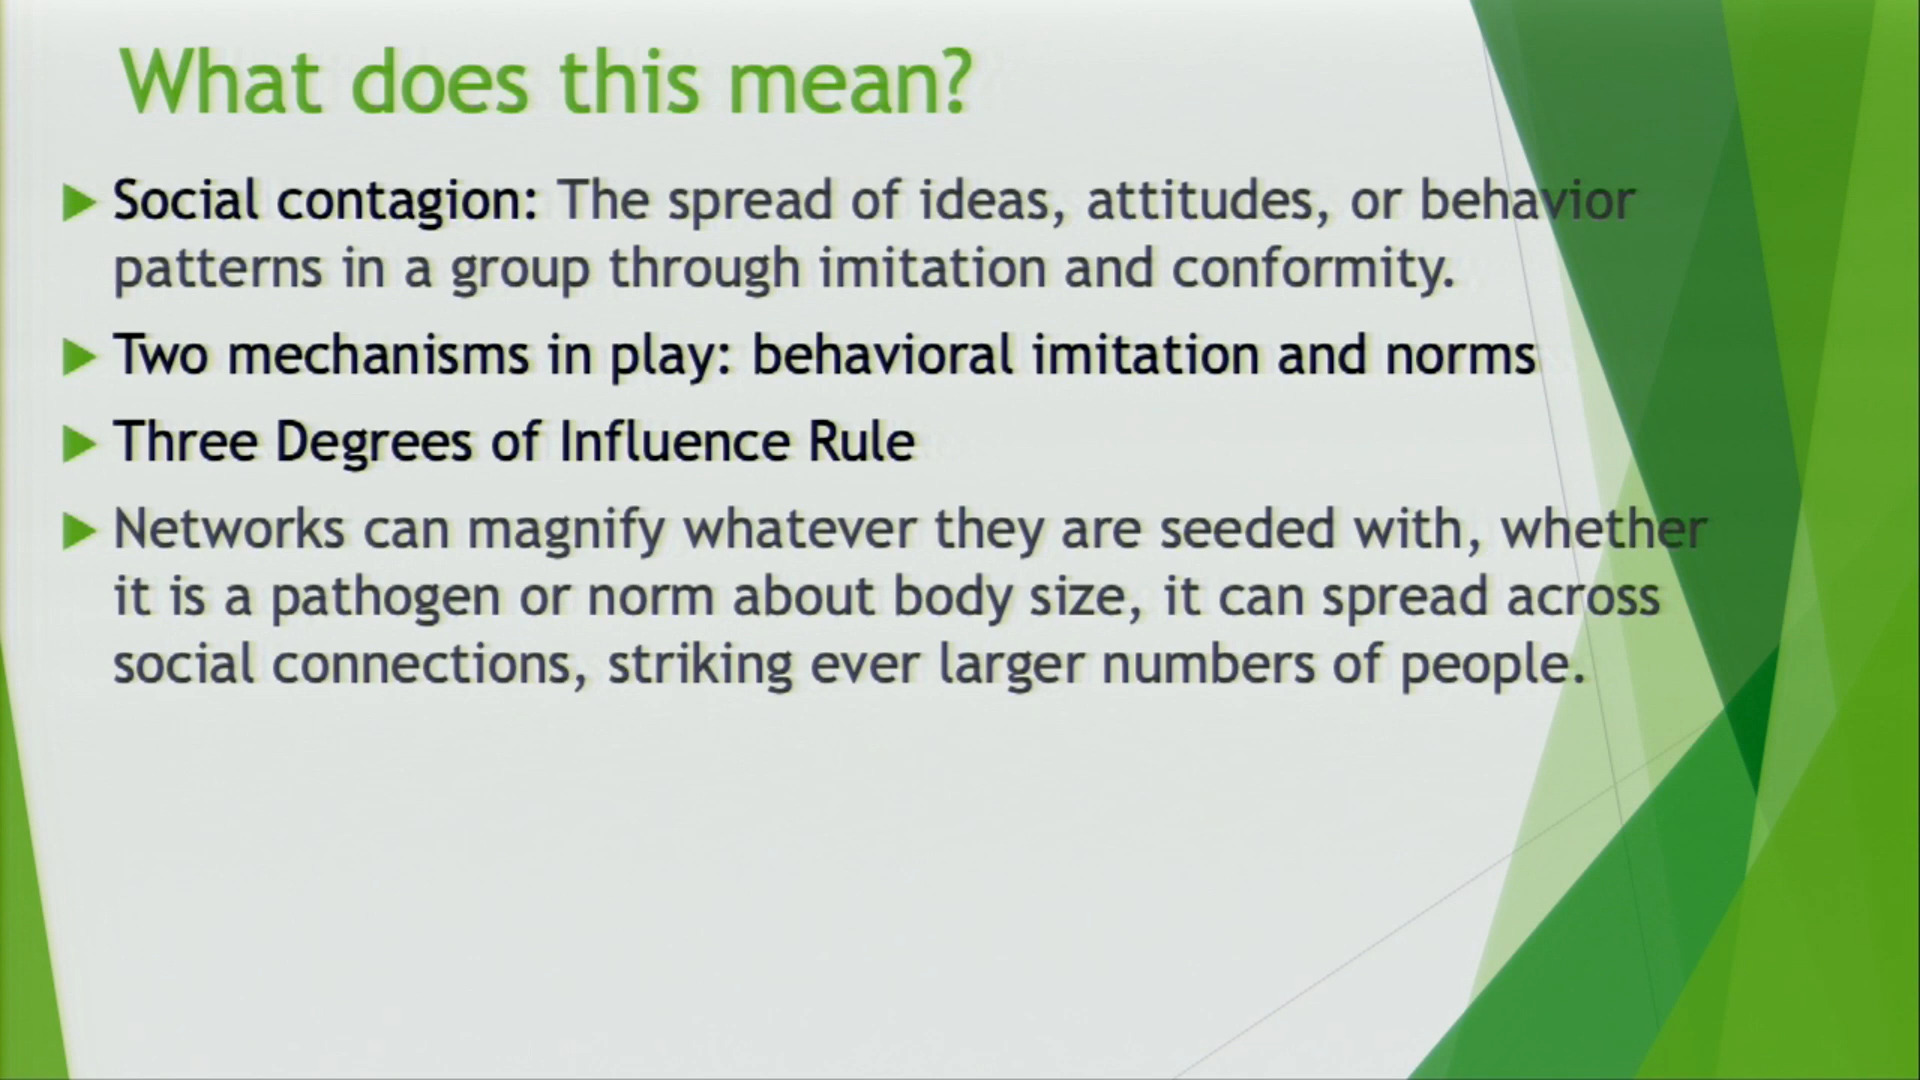 What does this mean?
Social contagion: The spread of ideas, attitudes, or behavior
patterns in a group through imitation and conformity.
Two mechanisms in play: behavioral imitation and norms
Three Degrees of Influence Rule
Networks can magnify whatever they are seeded with, whether
it is a pathogen or norm about body size, it can spread across
social connections, striking ever larger numbers of people.